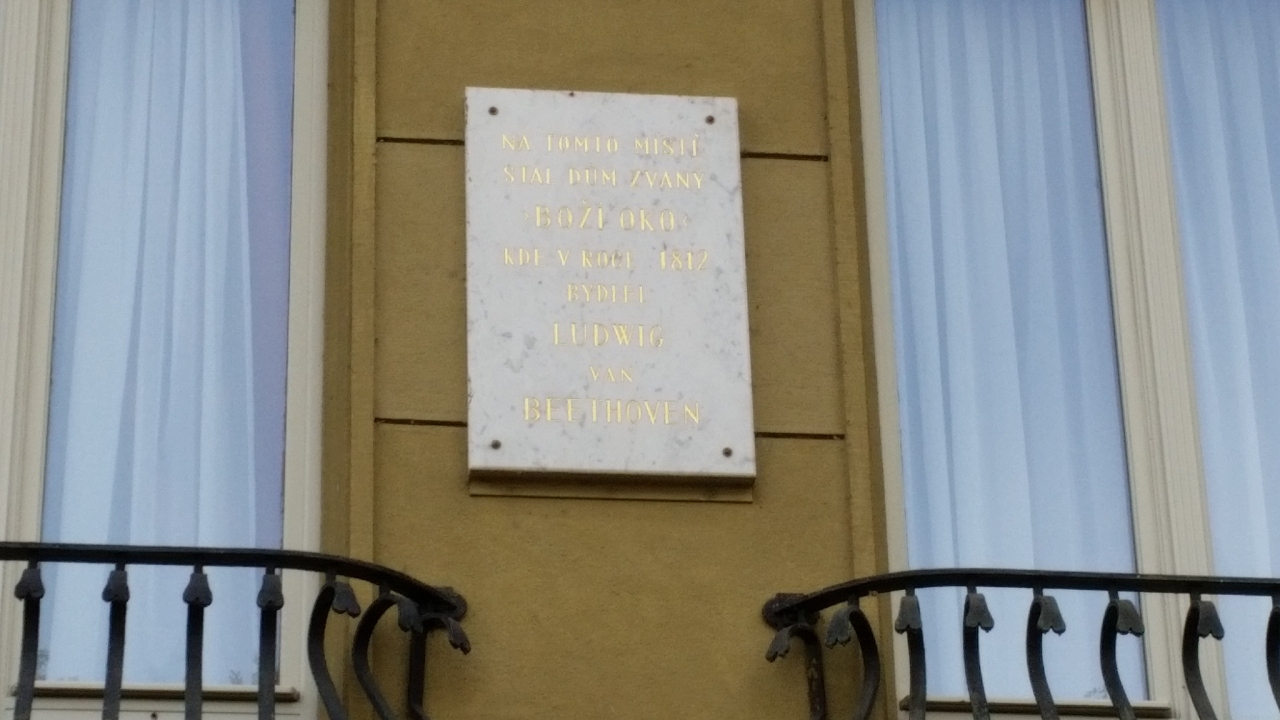 NA TOMTO MÍSTĚ
STÁL DŮM ZVANÝ
›BOŽÍ OKO‹
KDE V ROCE 1812
BYDLEL
LUDWIG
VAN
BEETHOVEN